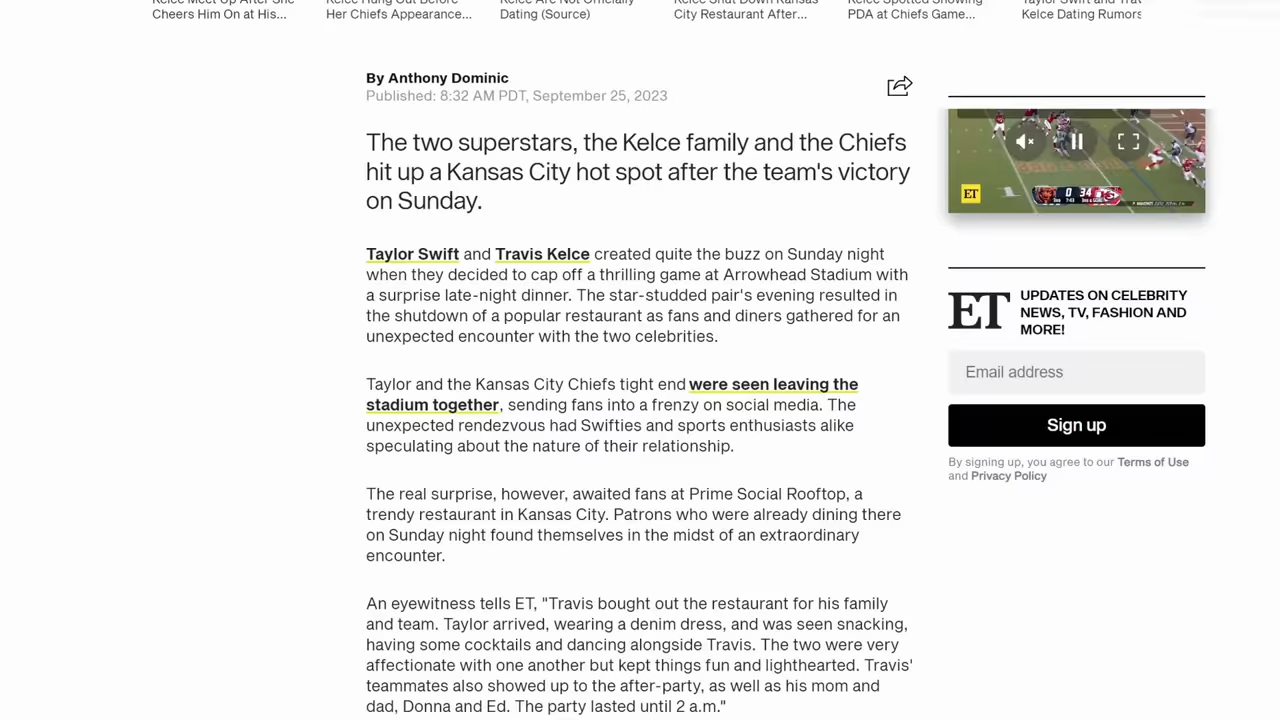 Cheers Him On at His...
Her Chiefs Appearance...
Kelce Are Not Officially
Dating (Source)
Kelce Shut Down Kansas
City Restaurant After...
Kelce Spotted Showing
PDA at Chiefs Game...
Kelce Dating Rumors
By Anthony Dominic
Published: 8:32 AM PDT, September 25, 2023
The two superstars, the Kelce family and the Chiefs
hit up a Kansas City hot spot after the team's victory
on Sunday.
Taylor Swift and Travis Kelce created quite the buzz on Sunday night
when they decided to cap off a thrilling game at Arrowhead Stadium with
a surprise late-night dinner. The star-studded pair's evening resulted in
the shutdown of a popular restaurant as fans and diners gathered for an
unexpected encounter with the two celebrities.
Taylor and the Kansas City Chiefs tight end were seen leaving the
stadium together, sending fans into a frenzy on social media. The
unexpected rendezvous had Swifties and sports enthusiasts alike
speculating about the nature of their relationship.
The real surprise, however, awaited fans at Prime Social Rooftop, a
trendy restaurant in Kansas City. Patrons who were already dining there
on Sunday night found themselves in the midst of an extraordinary
encounter.
An eyewitness tells ET, "Travis bought out the restaurant for his family
and team. Taylor arrived, wearing a denim dress, and was seen snacking,
having some cocktails and dancing alongside Travis. The two were very
affectionate with one another but kept things fun and lighthearted. Travis'
teammates also showed up to the after-party, as well as his mom and
dad, Donna and Ed. The party lasted until 2 a.m."
ET
0 34
ET
UPDATES ON CELEBRITY
NEWS, TV, FASHION AND
MORE!
Email address
Sign up
By signing up, you agree to our Terms of Use
and Privacy Policy